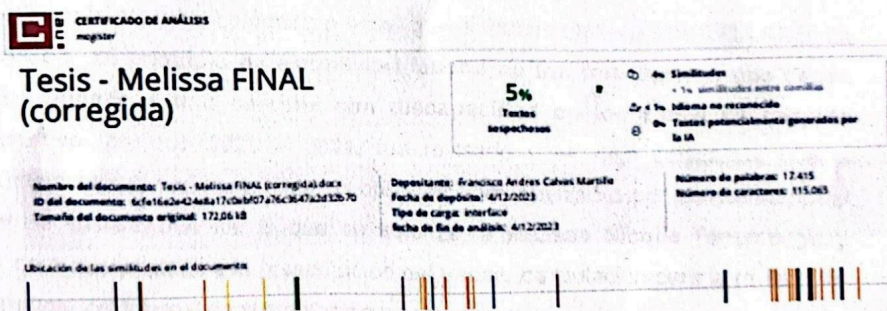 CERTIFICADO DE ANÁLISIS
magister
Tesis - Melissa FINAL
(corregida)
5%
Textos
sospechosos
Similitudes
similitudes entre comillas
Idioma no reconocido
Textos potencialmente generados por
la IA
Nombre del documento: Tesis - Melissa FINAL (corregida).docx
ID del documento:
Tamaño del documento original: 172,06 kB
Depositante: Francisco Andres
Fecha de depósito: 4/12/2023
Tipo de carga: interface
fecha de fin de análisis: 4/12/2023
Número de palabras: 17.415
Número de caracteres: 115.063
Ubicación de las similitudes en el documento: